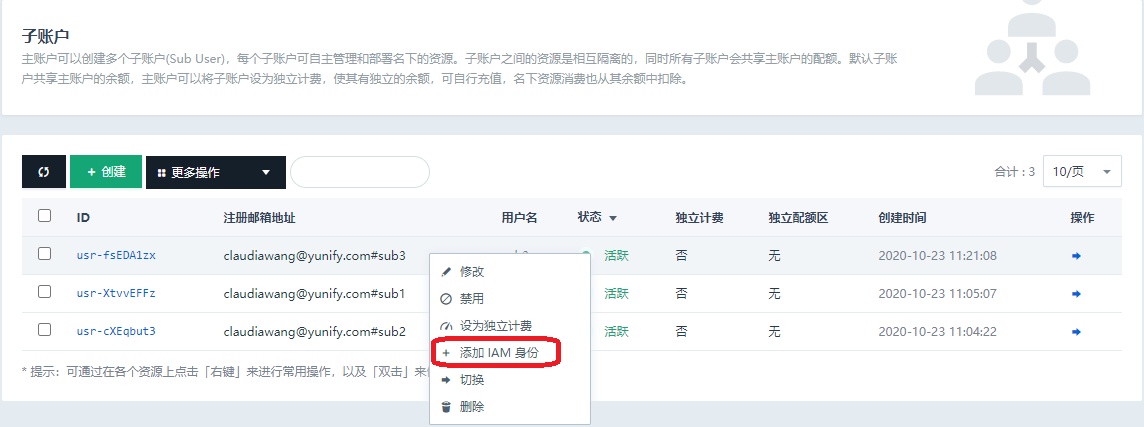 子账户
主账户可以创建多个子账户(Sub User)，每个子账户可自主管理和部署名下的资源。子账户之间的资源是相互隔离的，同时所有子账户会共享主账户的配额。默认子账
户共享主账户的余额，主账户可以将子账户设为独立计费，使其有独立的余额，可自行充值，名下资源消费也从其余额中扣除。
创建 更多操作 合计：3 10/页
ID 注册邮箱地址 用户名 状态 独立计费 独立配额区 创建时间 操作
usr-fsEDA1zx claudiawang@yunify.com#sub3 活跃 否 无 2020-10-23 11:21:08
usr-XtvvEFFz claudiawang@yunify.com#sub1 活跃 否 无 2020-10-23 11:05:07
usr-cXEqbut3 claudiawang@yunify.com#sub2 活跃 否 无 2020-10-23 11:04:22
* 提示：可通过在各个资源上点击「右键」来进行常用操作，以及「双击」来
修改
禁用
设为独立计费
添加 IAM 身份
切换
删除